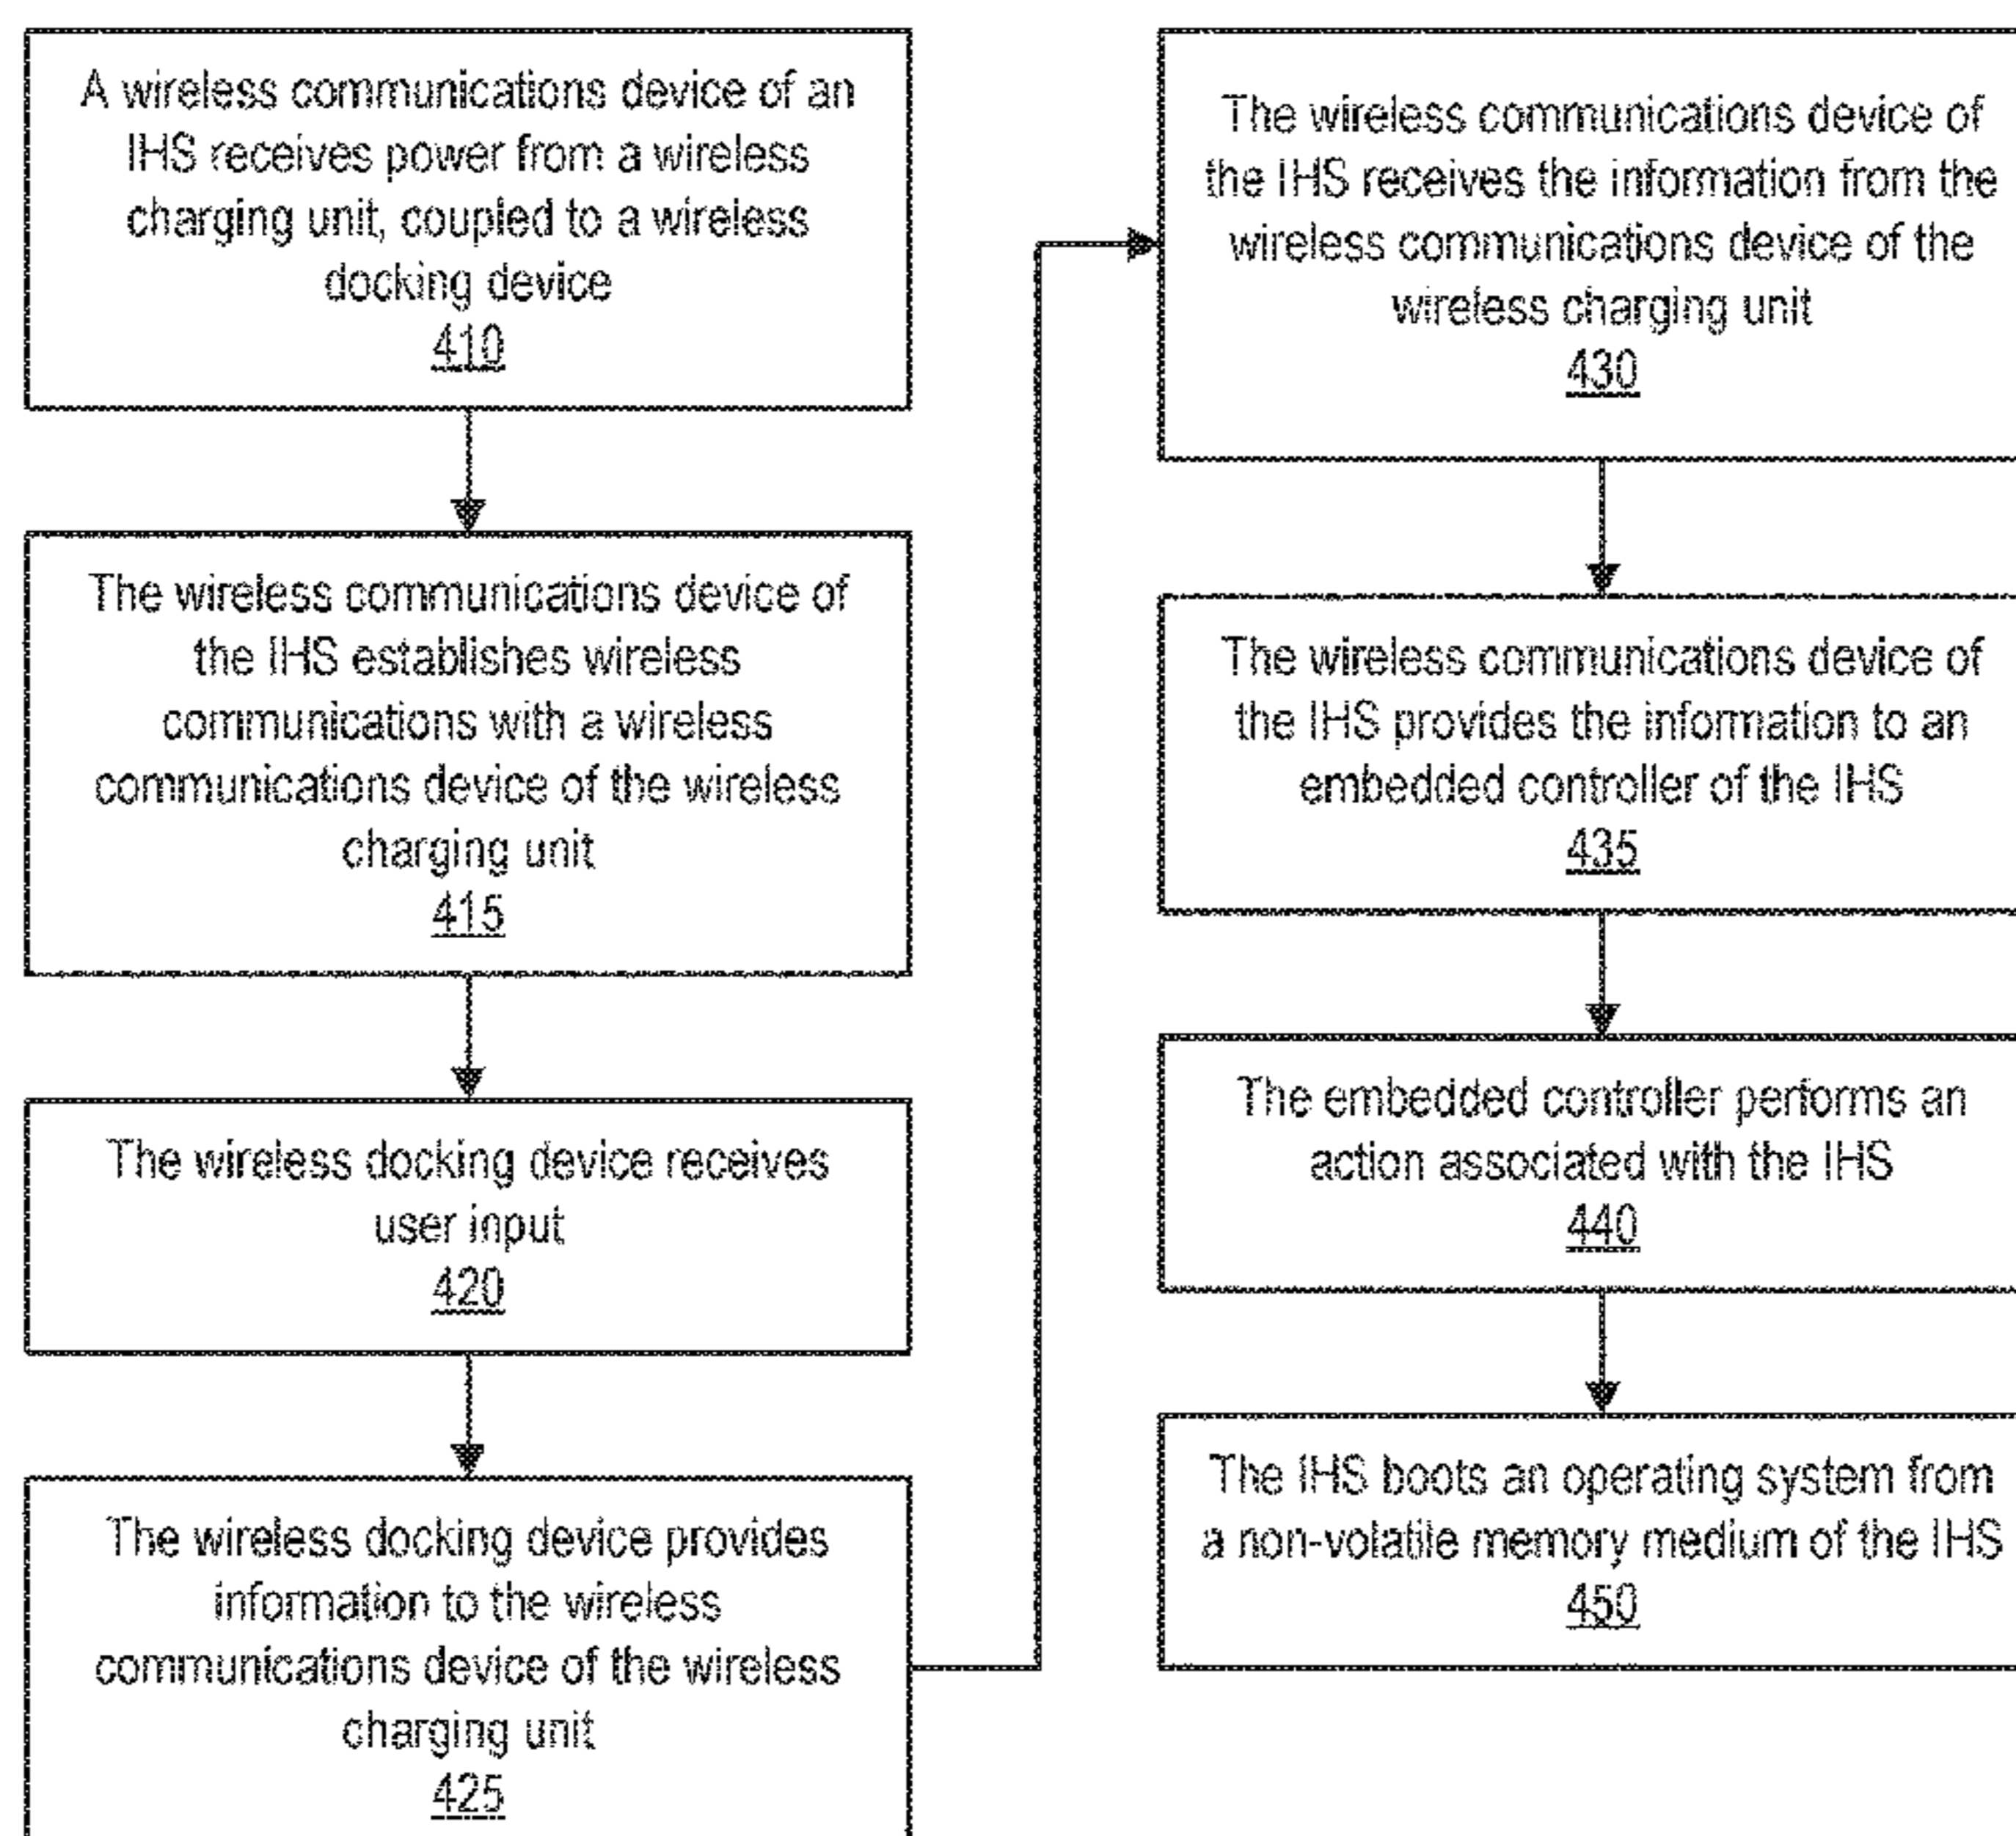 A wireless communications device of an
IHS receives power from a wireless
charging unit, coupled to a wireless
docking device
410
The wireless communications device of
the IHS establishes wireless
communications with a wireless
communications device of the wireless
charging unit
415
The wireless docking device receives
user input
420
The wireless docking device provides
information to the wireless
communications device of the wireless
charging unit
425
The wireless communications device of
the IHS receives the information from the
wireless communications device of the
wireless charging unit
430
The wireless communications device of
the IHS provides the information to an
embedded controller of the IHS
435
The embedded controller performs an
action associated with the IHS
440
The IHS boots an operating system from
a non-volatile memory medium of the IHS
450